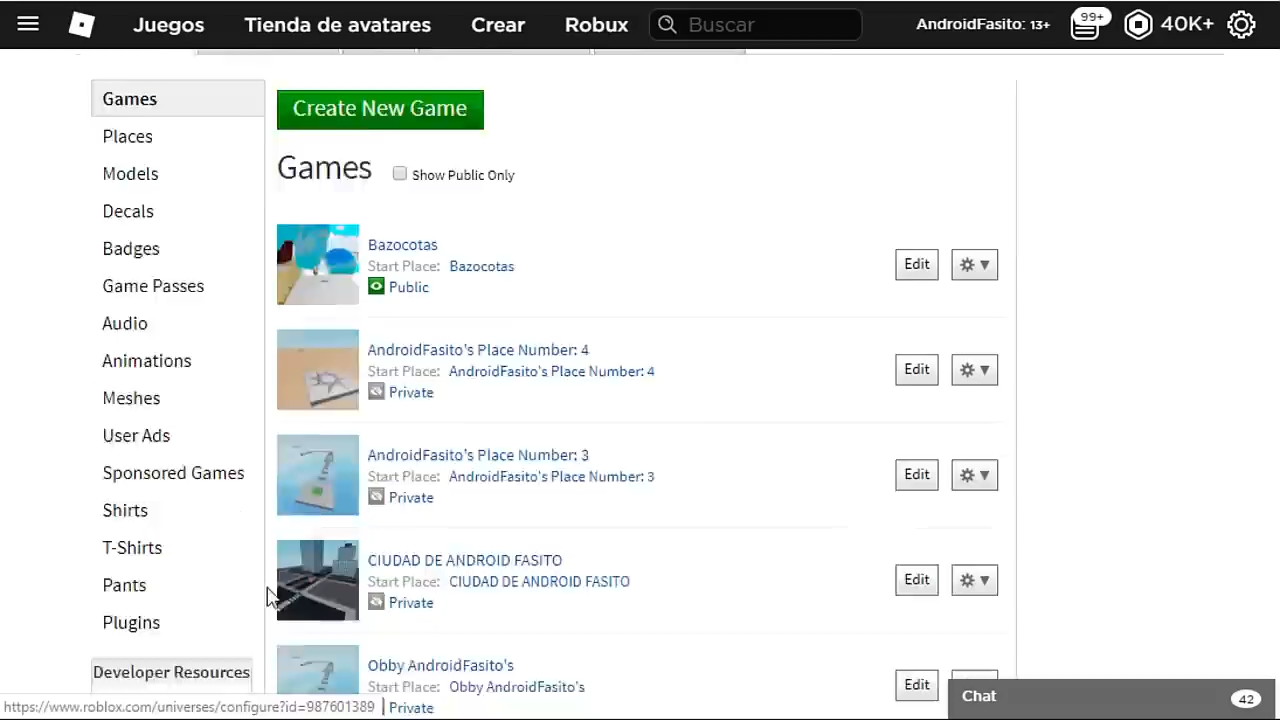 Juegos Tienda de avatares Crear Robux Buscar AndroidFasito: 13+ 99+ 40K+
Games
Places
Models
Decals
Badges
Game Passes
Audio
Animations
Meshes
User Ads
Sponsored Games
Shirts
T-Shirts
Pants
Plugins
Developer Resources
Create New Game
Games Show Public Only
Bazocotas
Start Place: Bazocotas
Public
Edit
AndroidFasito's Place Number: 4
Start Place: AndroidFasito's Place Number: 4
Private
Edit
AndroidFasito's Place Number: 3
Start Place: AndroidFasito's Place Number: 3
Private
Edit
CIUDAD DE ANDROID FASITO
Start Place: CIUDAD DE ANDROID FASITO
Private
Edit
Obby AndroidFasito's
Start Place: Obby AndroidFasito's
Private
Edit
Chat 42
https://www.roblox.com/universes/configure?id=987601389